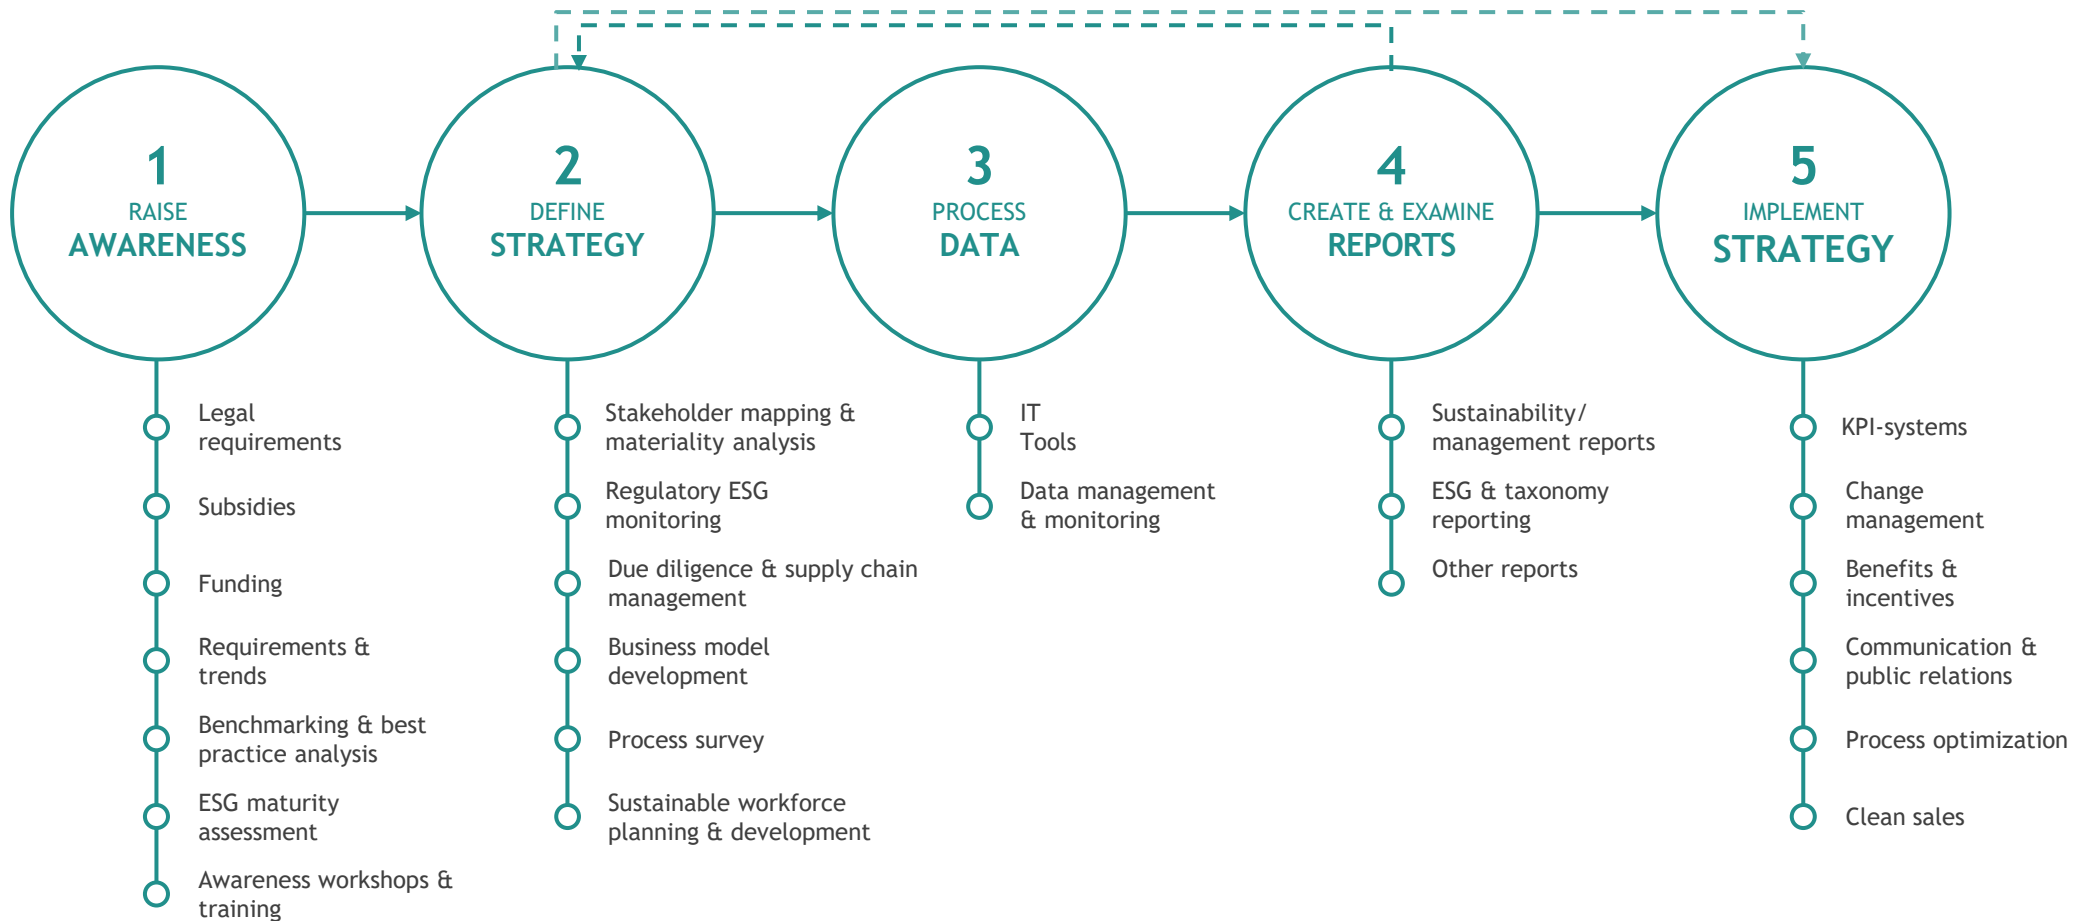 1
RAISE
AWARENESS
Legal
requirements
Subsidies
Funding
Requirements &
trends
Benchmarking & best
practice analysis
ESG maturity
assessment
Awareness workshops &
training
2
DEFINE
STRATEGY
Stakeholder mapping &
materiality analysis
Regulatory ESG
monitoring
Due diligence & supply chain
management
Business model
development
Process survey
Sustainable workforce
planning & development
3
PROCESS
DATA
IT
Tools
Data management
& monitoring
4
CREATE & EXAMINE
REPORTS
Sustainability/
management reports
ESG & taxonomy
reporting
Other reports
5
IMPLEMENT
STRATEGY
KPI-systems
Change
management
Benefits &
incentives
Communication &
public relations
Process optimization
Clean sales